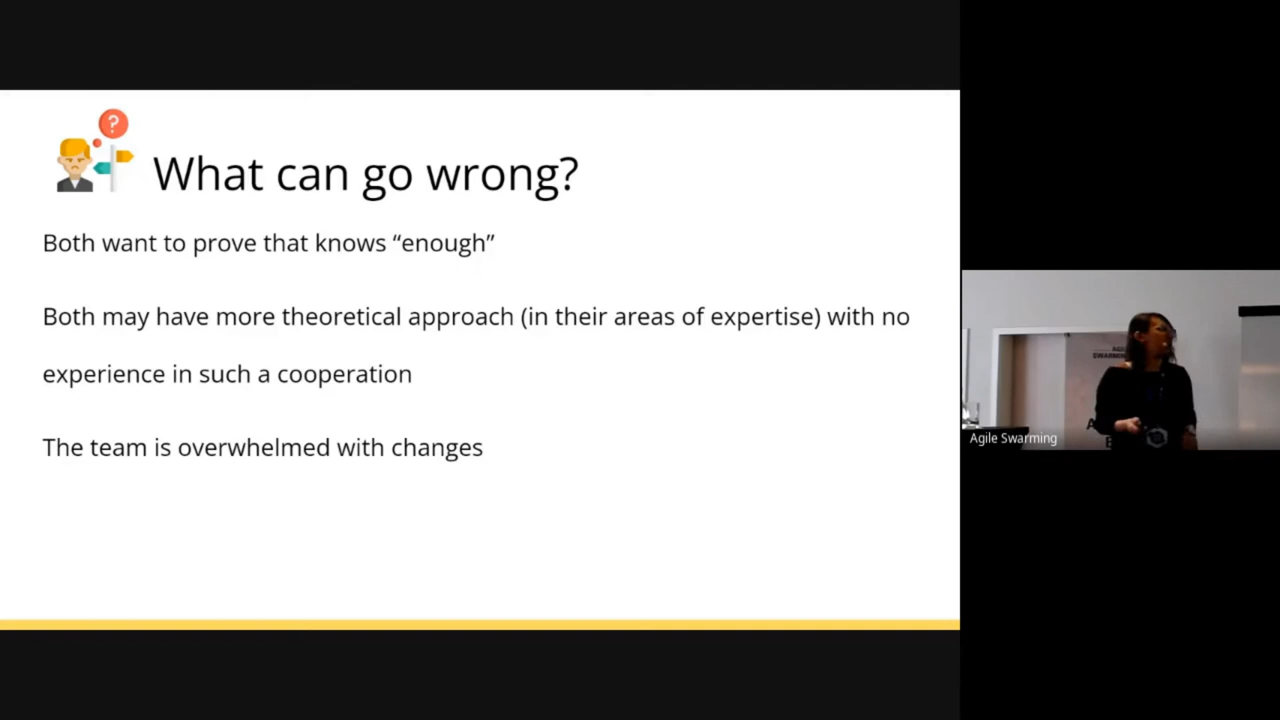 ?
What can go wrong?
Both want to prove that knows “enough”
Both may have more theoretical approach (in their areas of expertise) with no
experience in such a cooperation
The team is overwhelmed with changes
Agile Swarming